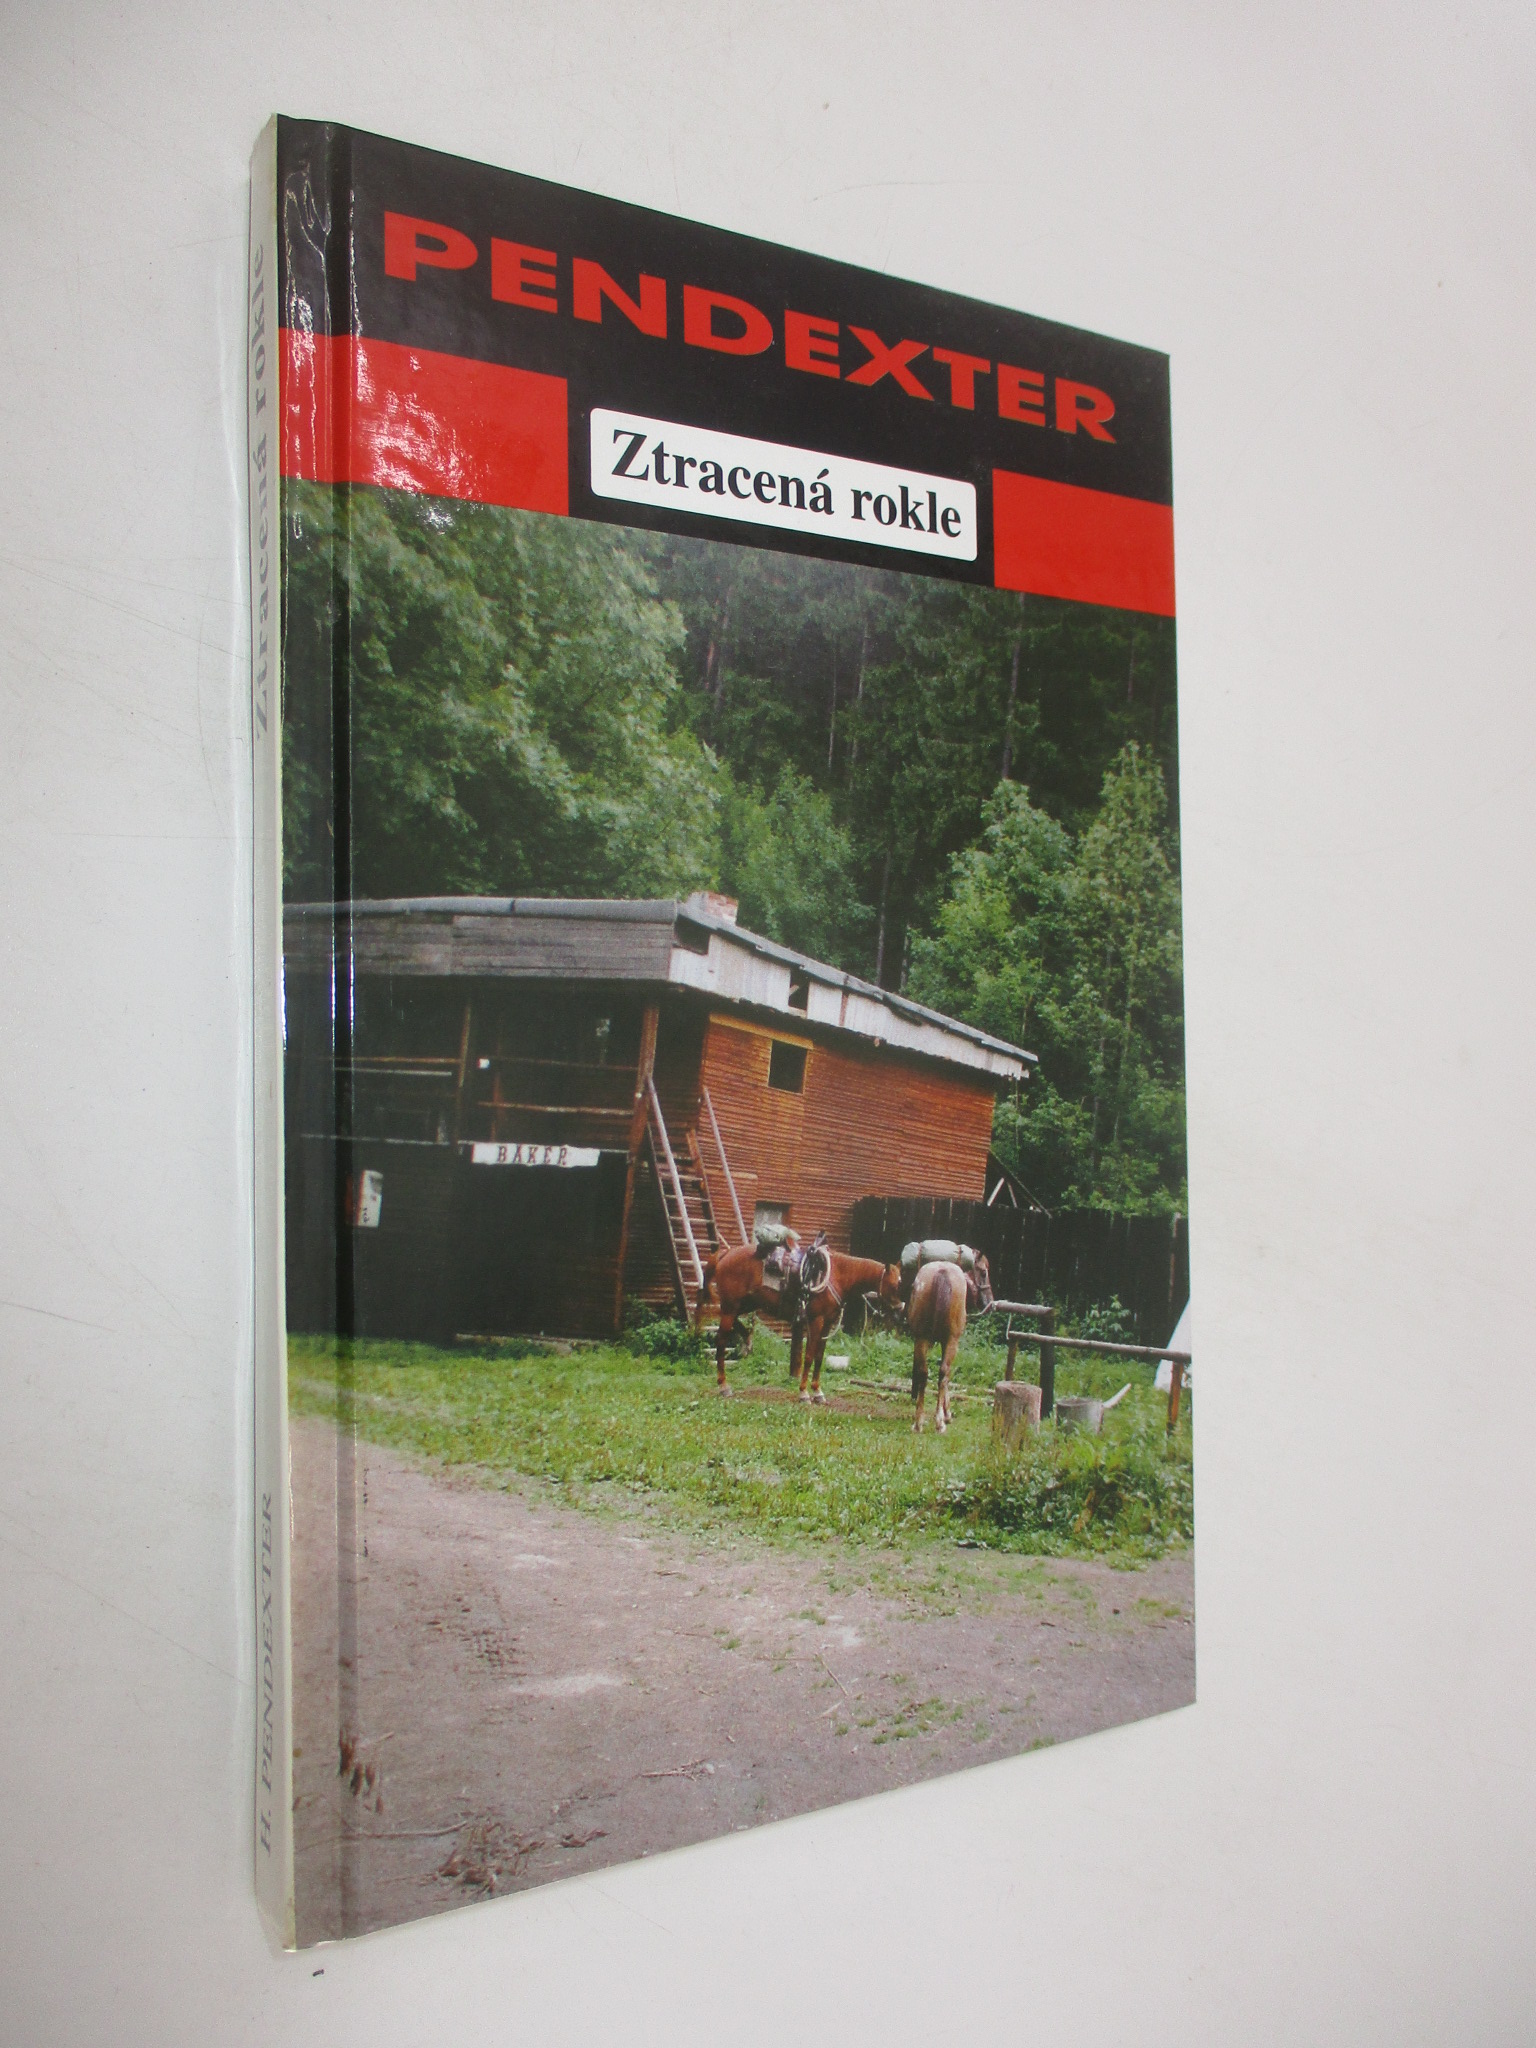 PENDEXTER
Ztracená rokle
BAKER
H. PENDEXTER
Ztracená rokle